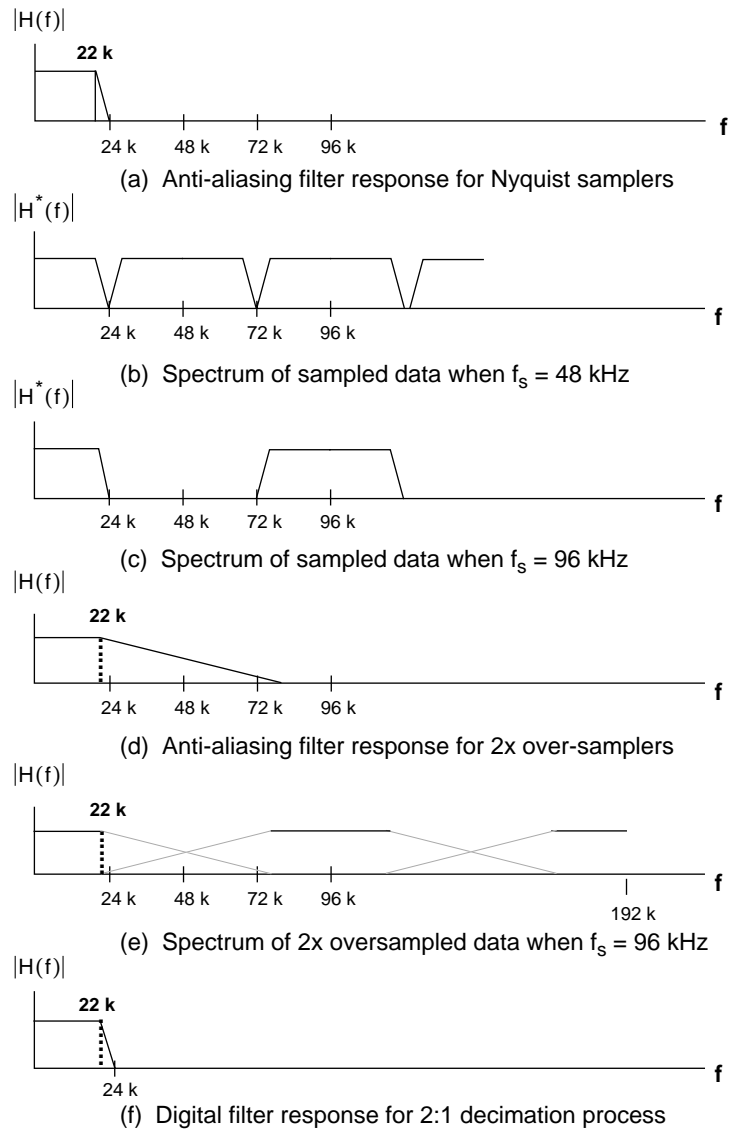 |H(f)|
22 k
f
24 k 48 k 72 k 96 k
(a) Anti-aliasing filter response for Nyquist samplers
|H*(f)|
f
24 k 48 k 72 k 96 k
(b) Spectrum of sampled data when fs = 48 kHz
|H*(f)|
f
24 k 48 k 72 k 96 k
(c) Spectrum of sampled data when fs = 96 kHz
|H(f)|
22 k
f
24 k 48 k 72 k 96 k
(d) Anti-aliasing filter response for 2x over-samplers
|H(f)|
22 k
f
24 k 48 k 72 k 96 k
192 k
(e) Spectrum of 2x oversampled data when fs = 96 kHz
|H(f)|
22 k
f
24 k
(f) Digital filter response for 2:1 decimation process